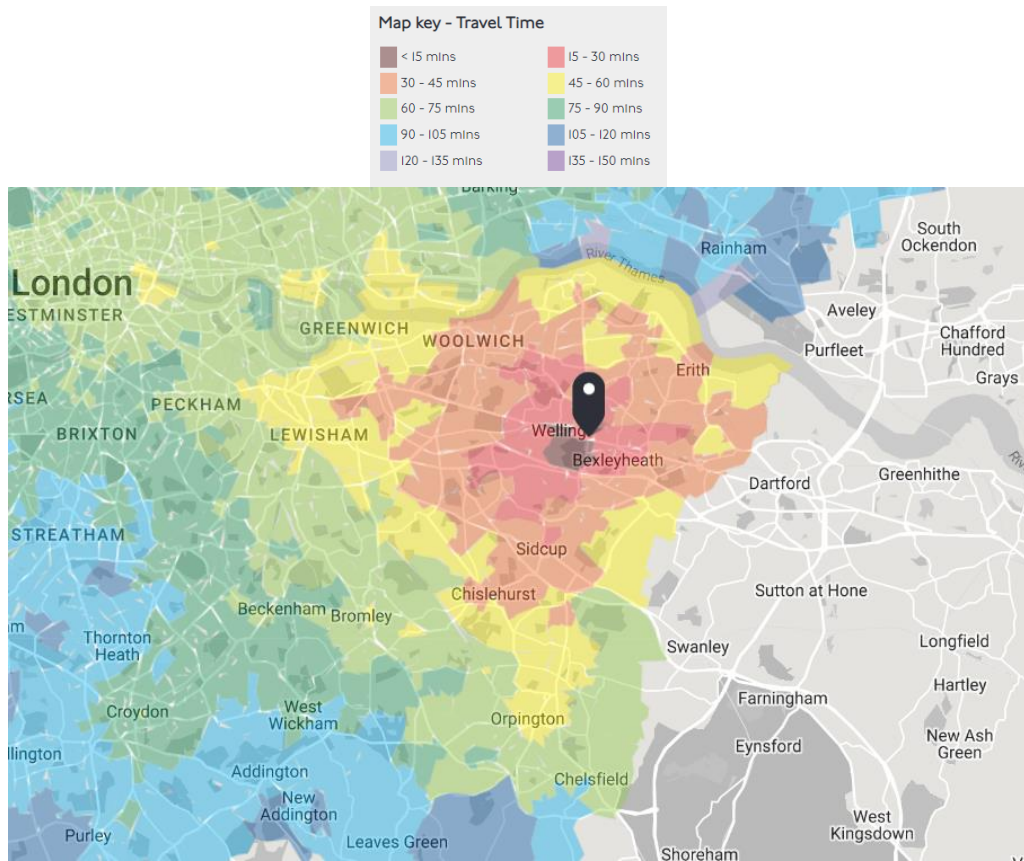 Map key - Travel Time
< 15 mins
15 - 30 mins
30 - 45 mins
45 - 60 mins
60 - 75 mins
75 - 90 mins
90 - 105 mins
105 - 120 mins
120 - 135 mins
135 - 150 mins
Barking
South
Ockendon
Rainham
River Thames
London
ESTMINSTER
Aveley
GREENWICH
WOOLWICH
Chafford
Hundred
Purfleet
Erith
Grays
RSEA
PECKHAM
BRIXTON
LEWISHAM
Welling
Bexleyheath
Dartford
Greenhithe
Riv
STREATHAM
Sidcup
Chislehurst
Sutton at Hone
Beckenham
Bromley
am
Thornton
Heath
Swanley
Longfield
Farningham
Hartley
Croydon
West
Wickham
Orpington
Eynsford
New Ash
Green
llington
Addington
Chelsfield
New
Addington
Purley
Leaves Green
West
Kingsdown
Shoreham